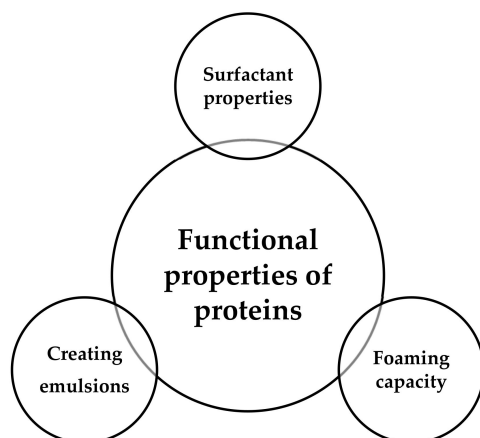 Surfactant
properties
Functional
properties of
proteins
Creating
emulsions
Foaming
capacity